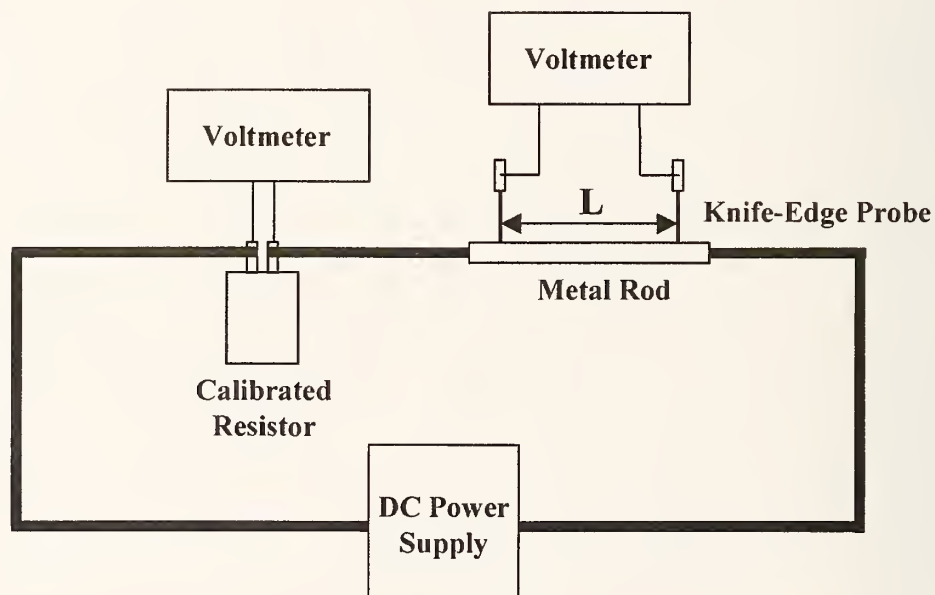 Voltmeter
Voltmeter
L
Knife-Edge Probe
Metal Rod
Calibrated
Resistor
DC Power
Supply